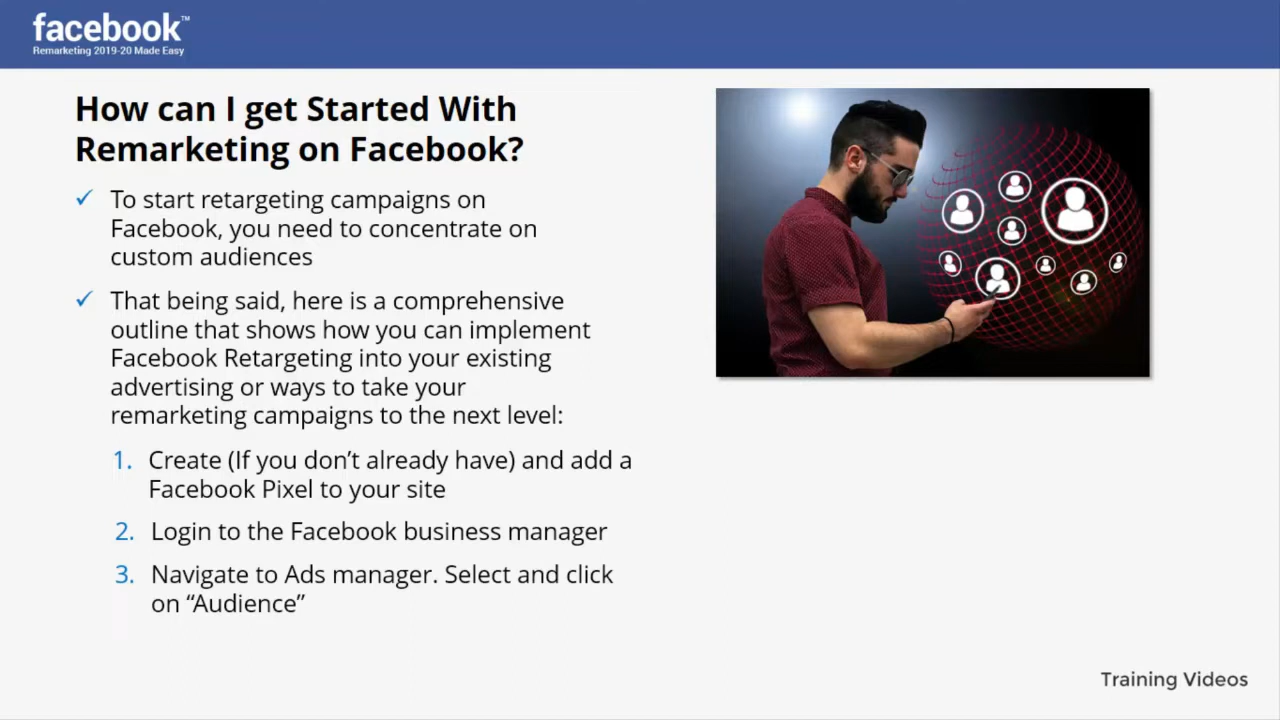 facebook™
Remarketing 2019-20 Made Easy
How can I get Started With
Remarketing on Facebook?
✓ To start retargeting campaigns on
Facebook, you need to concentrate on
custom audiences
✓ That being said, here is a comprehensive
outline that shows how you can implement
Facebook Retargeting into your existing
advertising or ways to take your
remarketing campaigns to the next level:
1. Create (If you don’t already have) and add a
Facebook Pixel to your site
2. Login to the Facebook business manager
3. Navigate to Ads manager. Select and click
on “Audience”
Training Videos